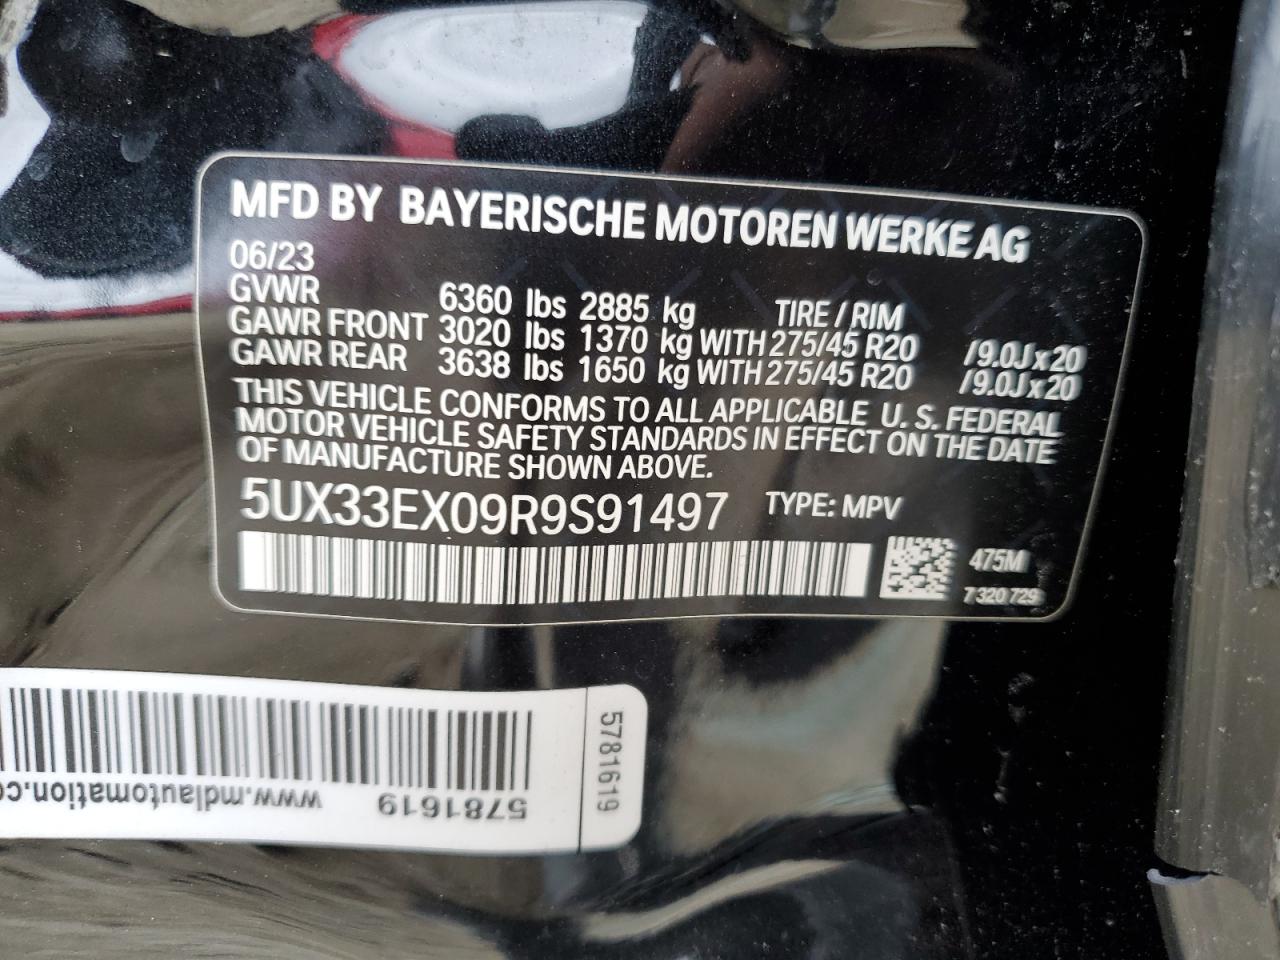 MFD BY BAYERISCHE MOTOREN WERKE AG
06/23
GVWR 6360 lbs 2885 kg TIRE / RIM
GAWR FRONT 3020 lbs 1370 kg WITH 275/45 R20 /9.0J x 20
GAWR REAR 3638 lbs 1650 kg WITH 275/45 R20 /9.0J x 20
THIS VEHICLE CONFORMS TO ALL APPLICABLE U. S. FEDERAL
MOTOR VEHICLE SAFETY STANDARDS IN EFFECT ON THE DATE
OF MANUFACTURE SHOWN ABOVE.
5UX33EX09R9S91497 TYPE: MPV
475M
7 320 729
5781619
5781619
www.mdlautomation.co